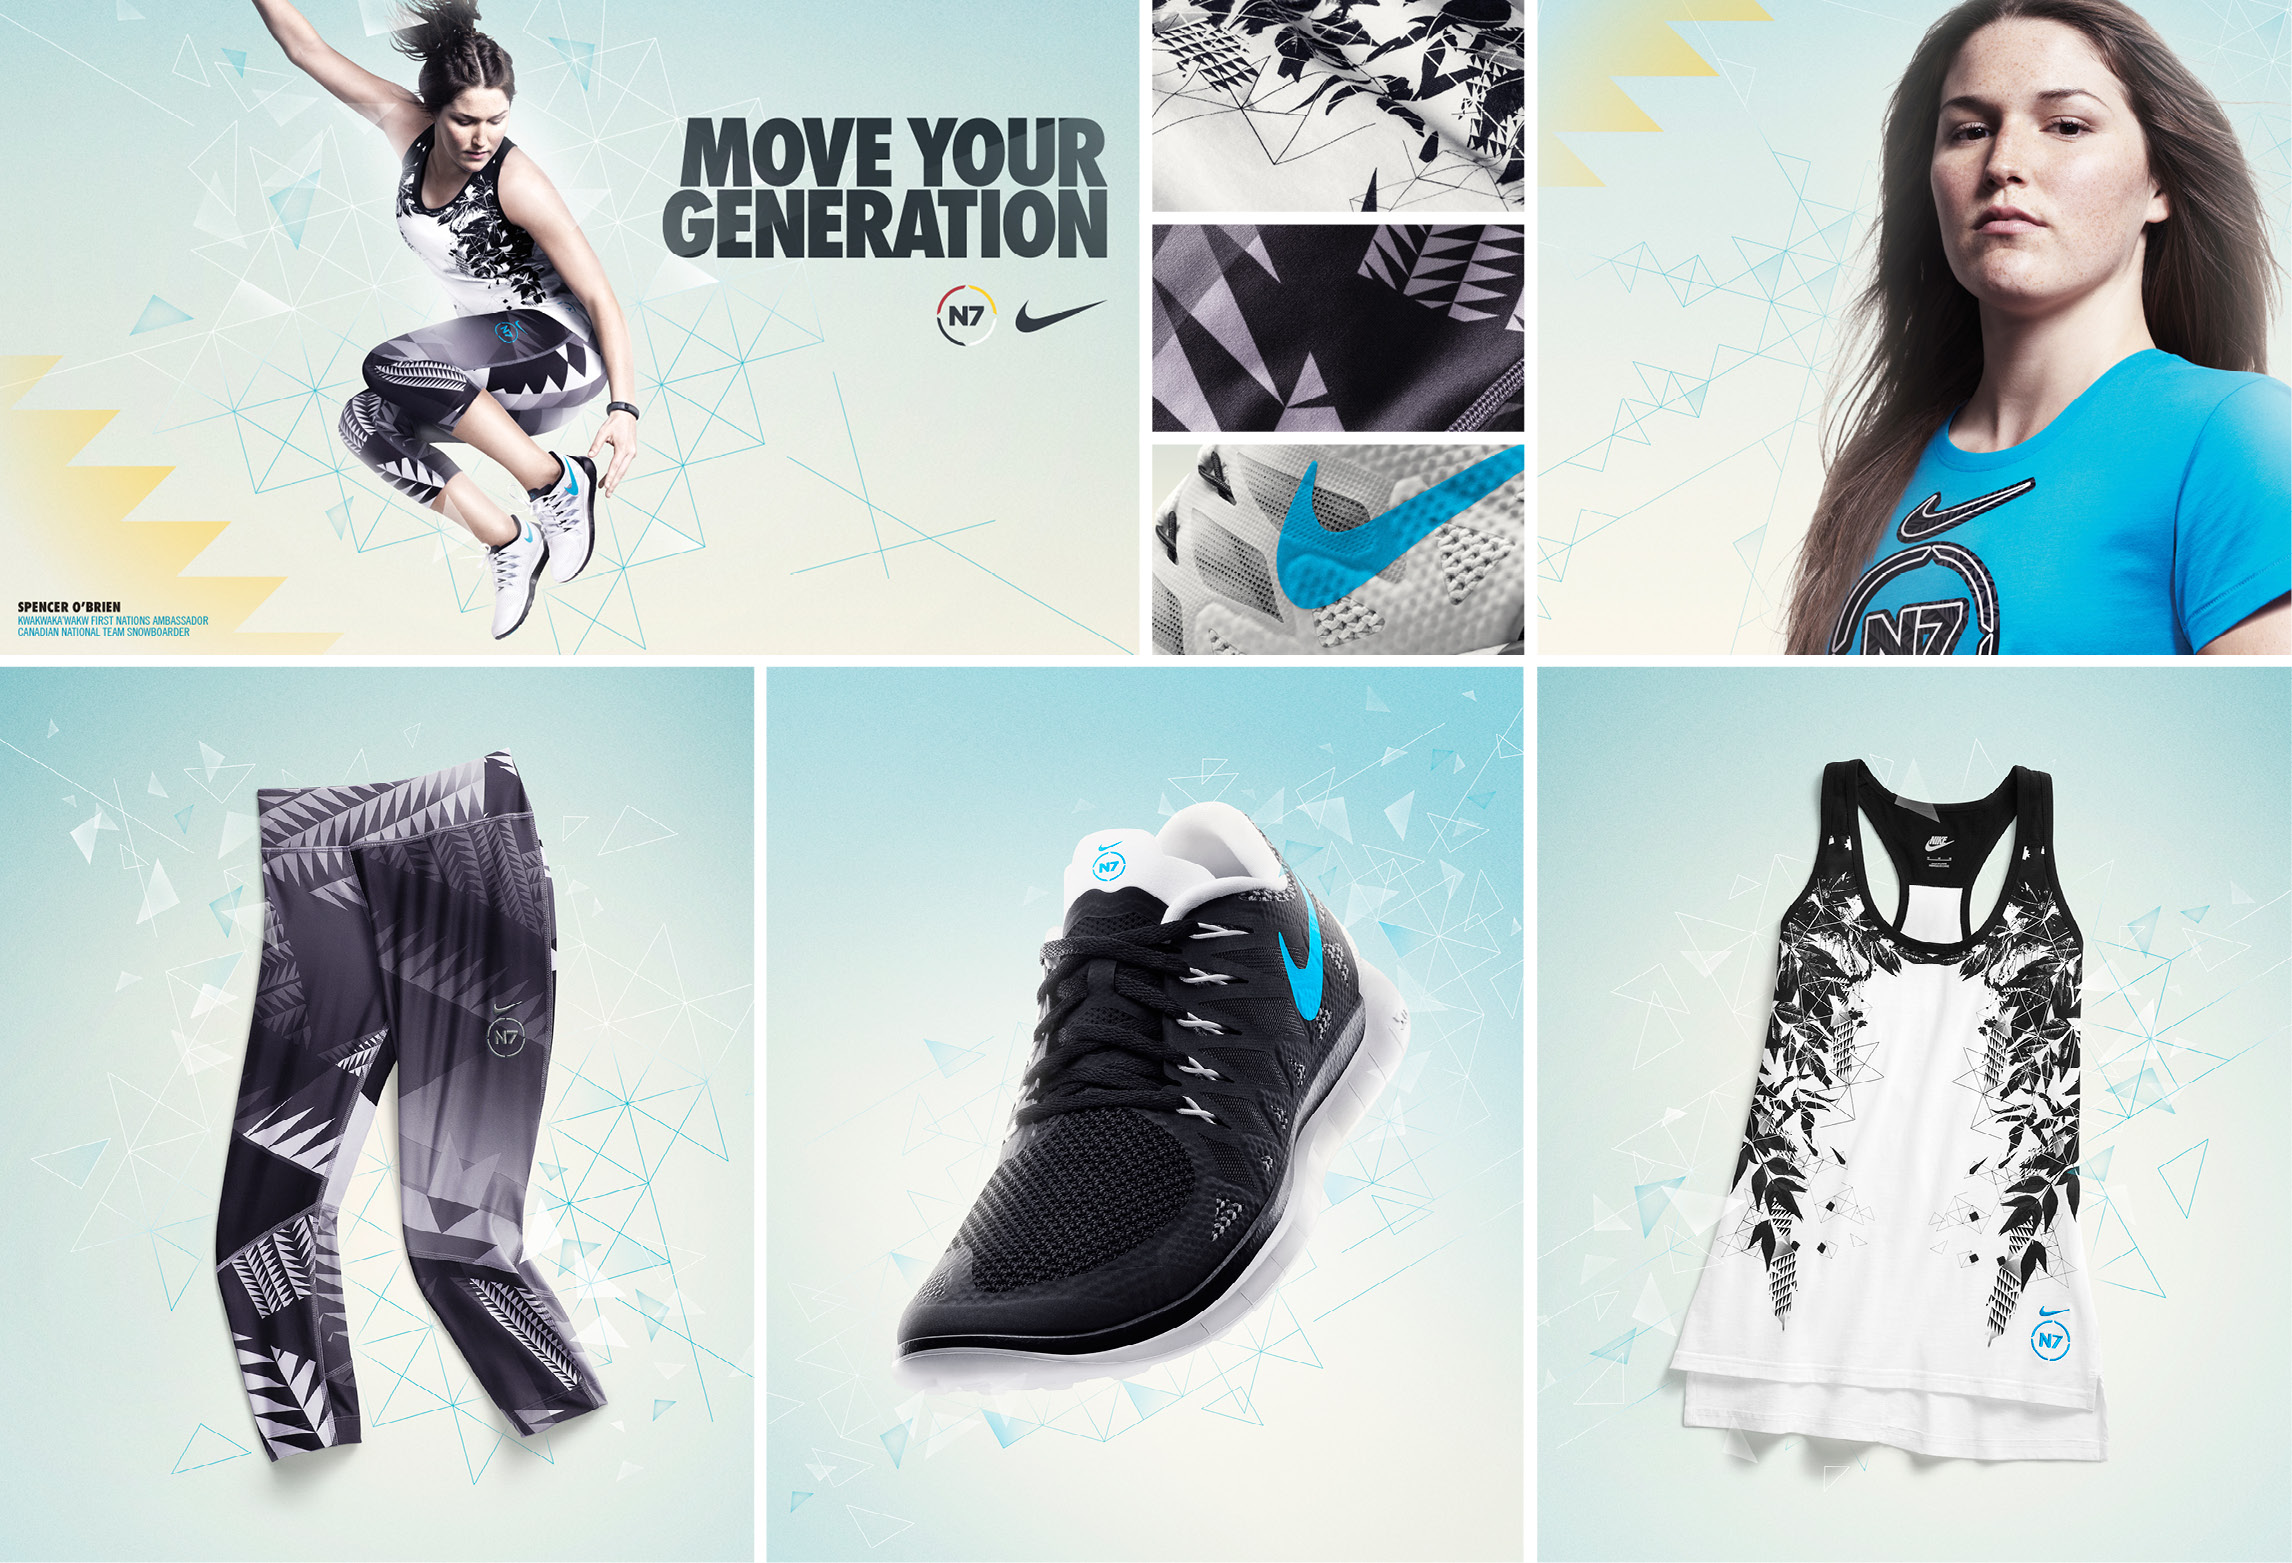 MOVE YOUR
GENERATION
N7
SPENCER O'BRIEN
KWAKWAKA'WAKW FIRST NATIONS AMBASSADOR
CANADIAN NATIONAL TEAM SNOWBOARDER
N7
N7
N7
N7
NIKE
N7